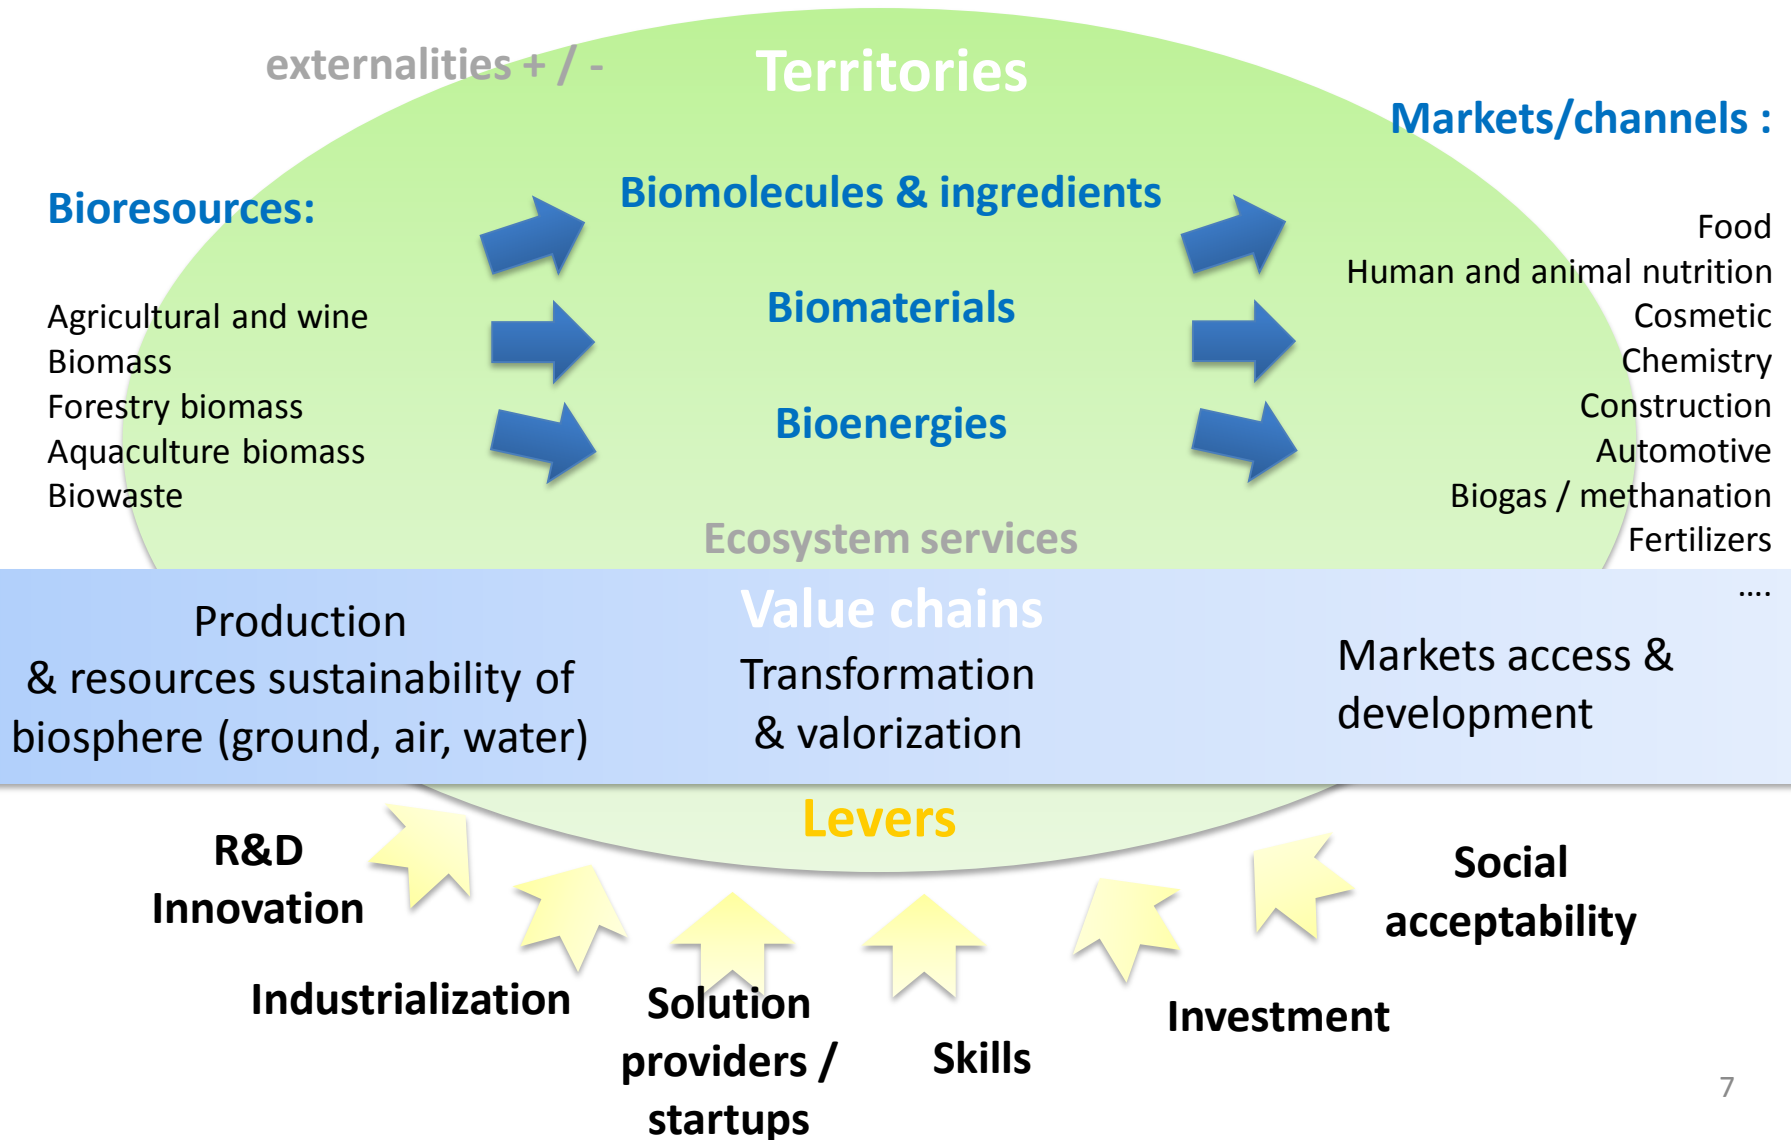 externalities + / -
Territories
Markets/channels :
Bioresources:
Agricultural and wine
Biomass
Forestry biomass
Aquaculture biomass
Biowaste
Biomolecules & ingredients
Biomaterials
Bioenergies
Ecosystem services
Food
Human and animal nutrition
Cosmetic
Chemistry
Construction
Automotive
Biogas / methanation
Fertilizers
....
Value chains
Production
& resources sustainability of
biosphere (ground, air, water)
Transformation
& valorization
Markets access &
development
Levers
R&D
Innovation
Industrialization
Solution
providers /
startups
Skills
Investment
Social
acceptability
7